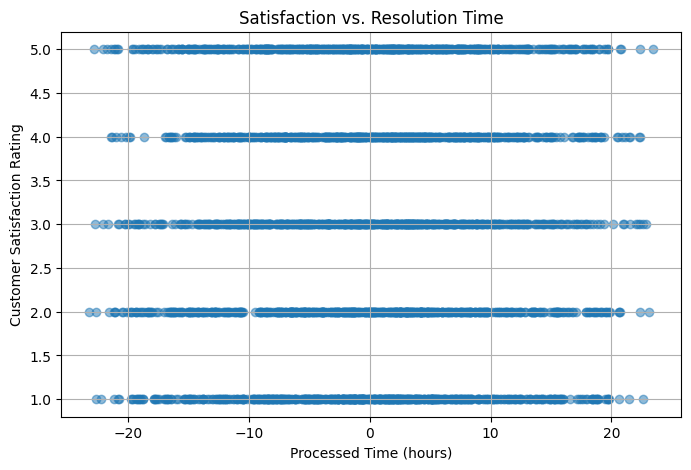 Satisfaction vs. Resolution Time
Customer Satisfaction Rating
5.0
4.5
4.0
3.5
3.0
2.5
2.0
1.5
1.0
−20 −10 0 10 20
Processed Time (hours)